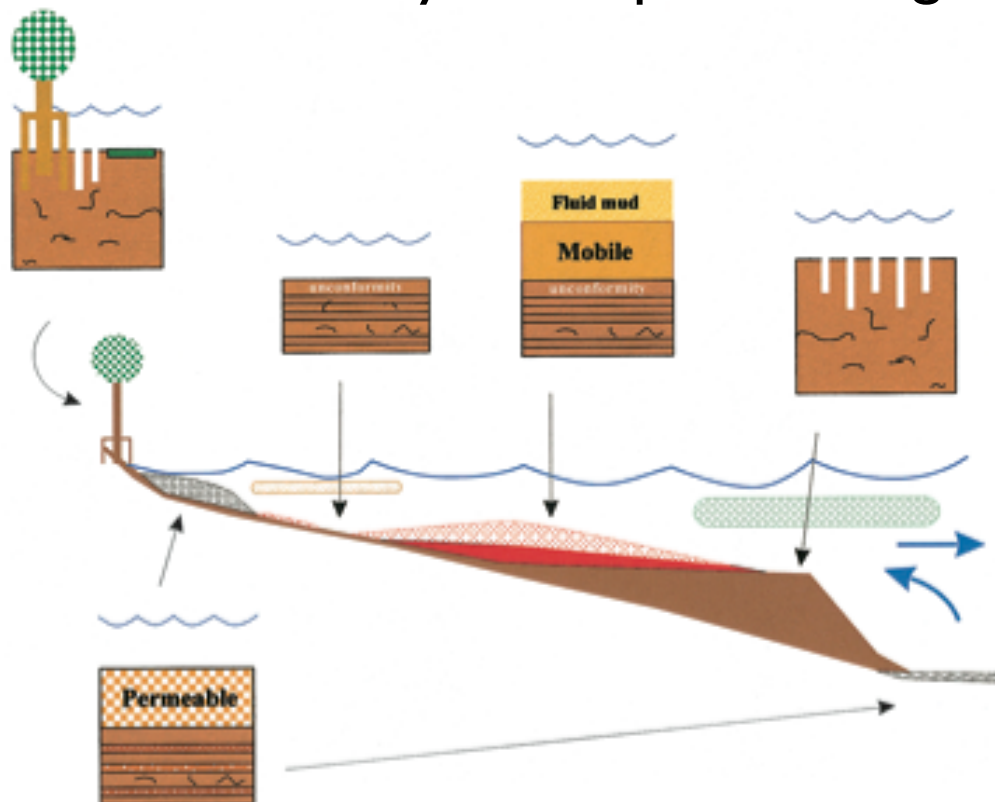 Fluid mud
Mobile
unconformity
unconformity
Permeable